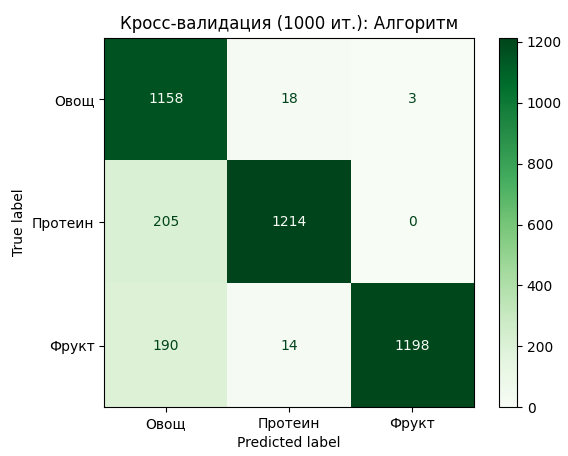 Кросс-валидация (1000 ит.): Алгоритм
True label
Овощ
1158 18 3
Протеин
205 1214 0
Фрукт
190 14 1198
Овощ Протеин Фрукт
Predicted label
1200
1000
800
600
400
200
0